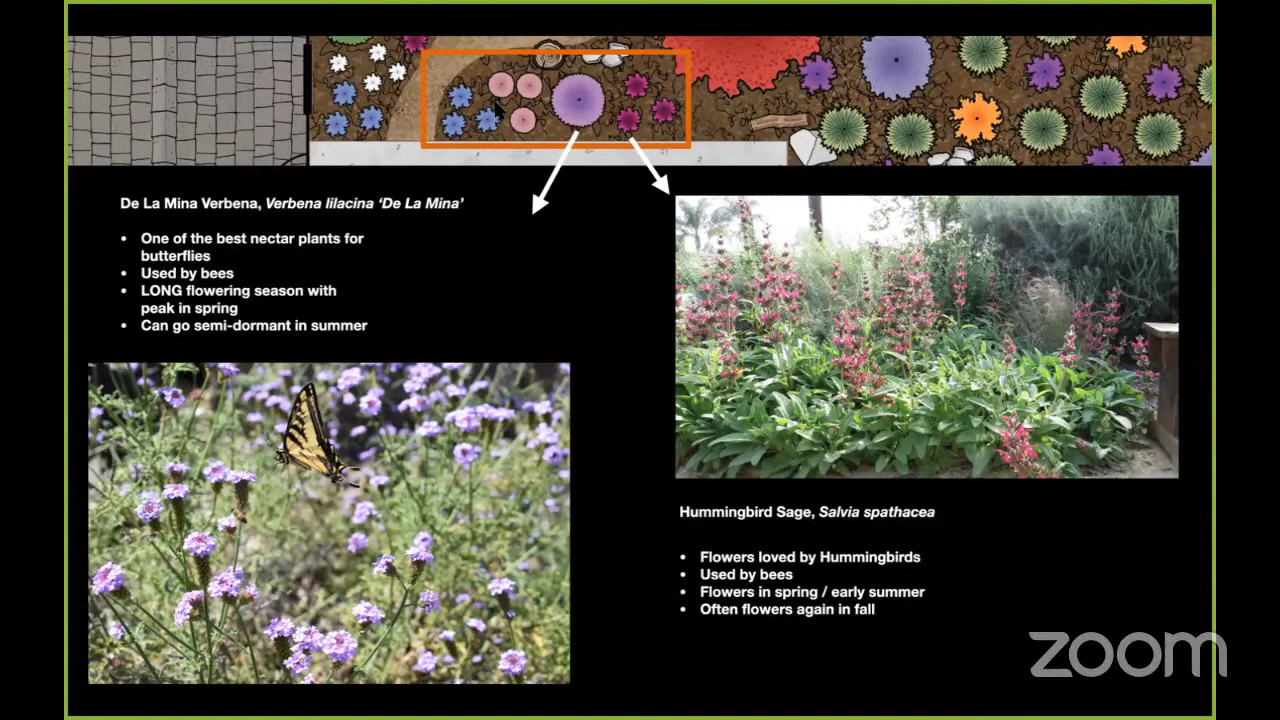 De La Mina Verbena, Verbena lilacina ‘De La Mina’
• One of the best nectar plants for
butterflies
• Used by bees
• LONG flowering season with
peak in spring
• Can go semi-dormant in summer
Hummingbird Sage, Salvia spathacea
• Flowers loved by Hummingbirds
• Used by bees
• Flowers in spring / early summer
• Often flowers again in fall
zoom